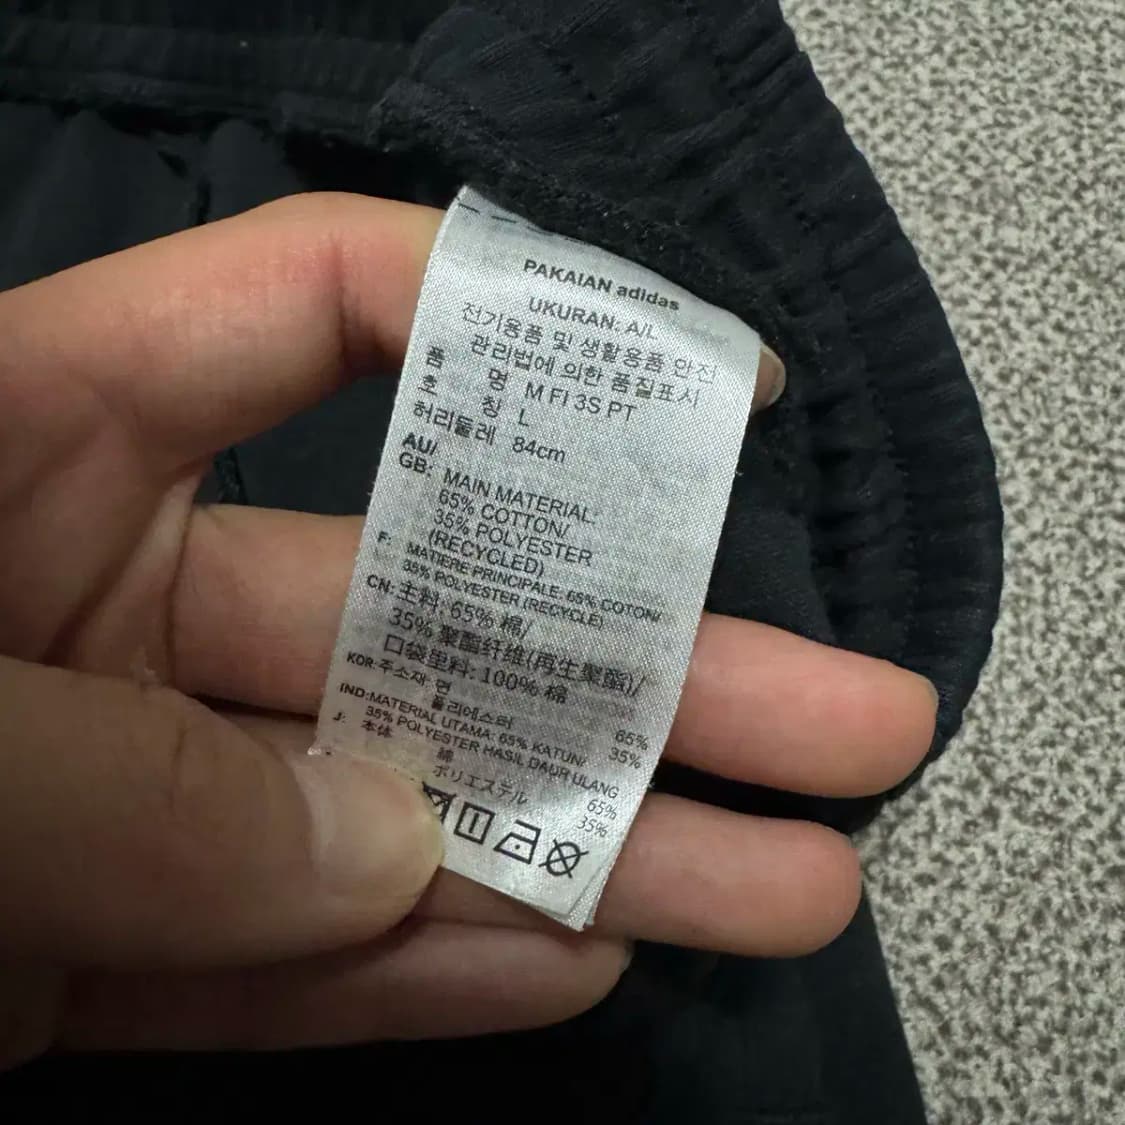 PAKAIAN adidas
UKURAN: A/L
전기용품 및 생활용품 안전
관리법에 의한 품질표시
품 명 M FI 3S PT
호 칭 L
허리둘레 84cm
AU/
GB: MAIN MATERIAL:
65% COTTON/
35% POLYESTER
(RECYCLED)
F: MATIERE PRINCIPALE: 65% COTON/
35% POLYESTER (RECYCLE)
CN: 主料: 65% 棉/
35% 聚酯纤维(再生聚酯)/
口袋里料: 100% 棉
KOR: 주소재 면 65%
폴리에스터 35%
IND: MATERIAL UTAMA: 65% KATUN/
35% POLYESTER HASIL DAUR ULANG
J: 本体 綿 65%
ポリエステル 35%